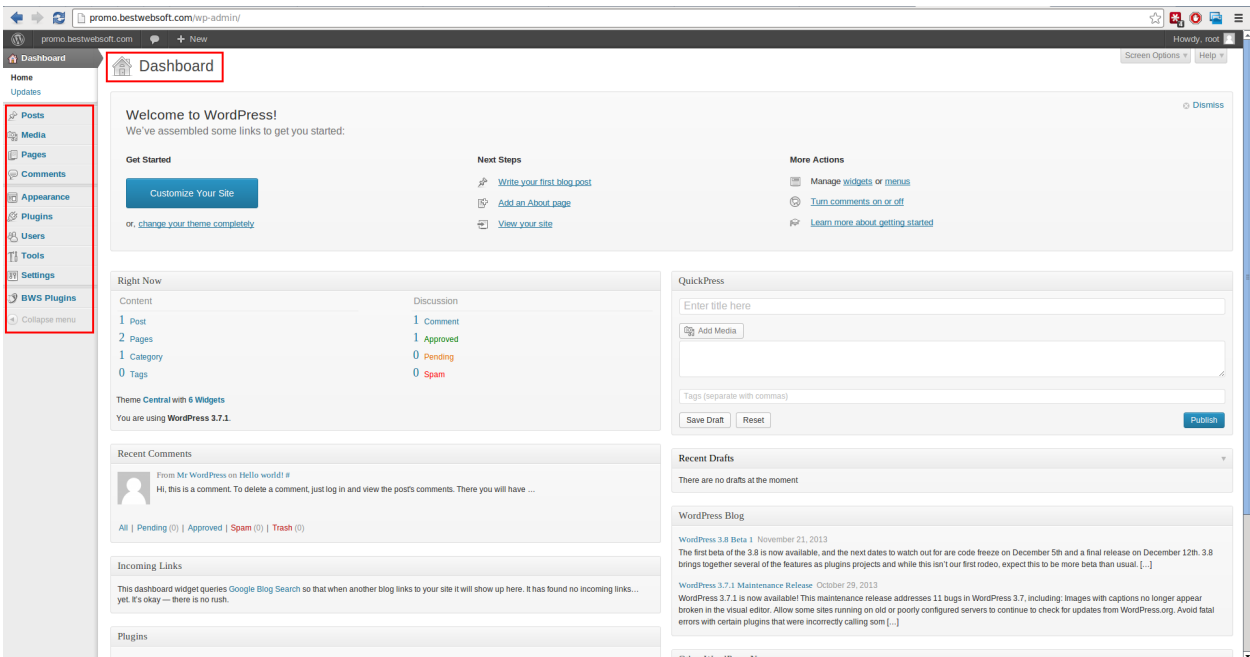 promo.bestwebsoft.com/wp-admin/
promo.bestwebsoft.com + New Howdy, root
Screen Options Help
Dashboard
Home
Updates
Posts
Media
Pages
Comments
Appearance
Plugins
Users
Tools
Settings
BWS Plugins
Collapse menu
Dashboard
Dismiss
Welcome to WordPress!
We've assembled some links to get you started:
Get Started
Customize Your Site
or, change your theme completely
Next Steps
Write your first blog post
Add an About page
View your site
More Actions
Manage widgets or menus
Turn comments on or off
Learn more about getting started
Right Now
Content Discussion
1 Post 1 Comment
2 Pages 1 Approved
1 Category 0 Pending
0 Tags 0 Spam
Theme Central with 6 Widgets
You are using WordPress 3.7.1.
Recent Comments
From Mr WordPress on Hello world! #
Hi, this is a comment. To delete a comment, just log in and view the post's comments. There you will have …
All | Pending (0) | Approved | Spam (0) | Trash (0)
Incoming Links
This dashboard widget queries Google Blog Search so that when another blog links to your site it will show up here. It has found no incoming links…
yet. It's okay — there is no rush.
Plugins
QuickPress
Enter title here
Add Media
Tags (separate with commas)
Save Draft Reset Publish
Recent Drafts
There are no drafts at the moment
WordPress Blog
WordPress 3.8 Beta 1 November 21, 2013
The first beta of the 3.8 is now available, and the next dates to watch out for are code freeze on December 5th and a final release on December 12th. 3.8
brings together several of the features as plugins projects and while this isn't our first rodeo, expect this to be more beta than usual. […]
WordPress 3.7.1 Maintenance Release October 29, 2013
WordPress 3.7.1 is now available! This maintenance release addresses 11 bugs in WordPress 3.7, including: Images with captions no longer appear
broken in the visual editor. Allow some sites running on old or poorly configured servers to continue to check for updates from WordPress.org. Avoid fatal
errors with certain plugins that were incorrectly calling som […]